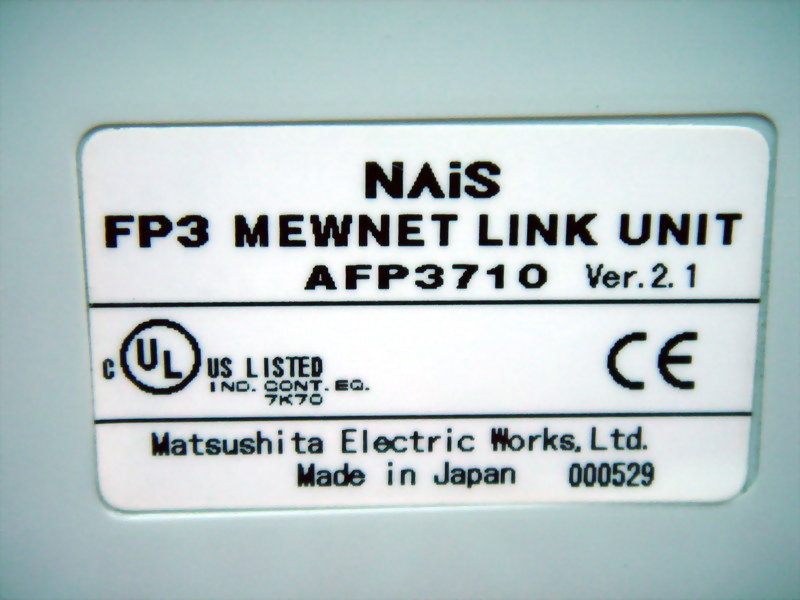 NAiS
FP3 MEWNET LINK UNIT
AFP3710 Ver.2.1
C UL US LISTED
IND. CONT. EQ.
7K70
CE
Matsushita Electric Works,Ltd.
Made in Japan 000529